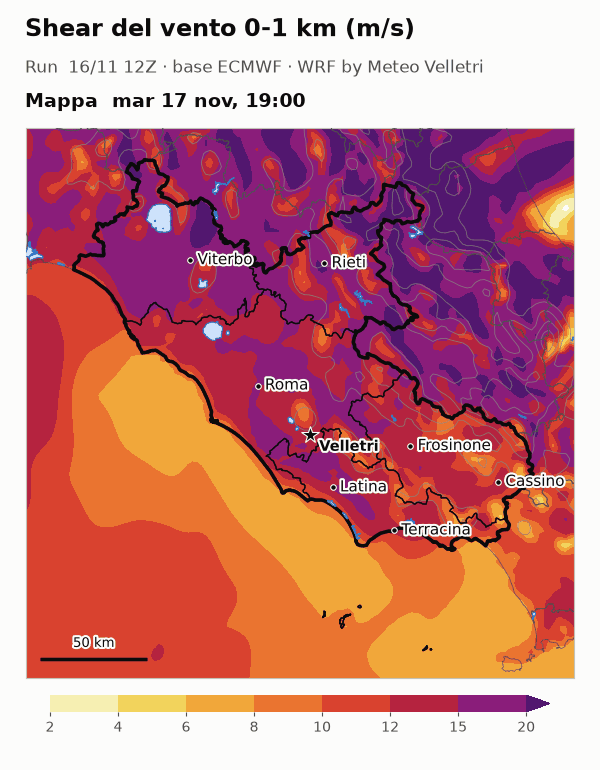 Shear del vento 0-1 km (m/s)
Run 16/11 12Z · base ECMWF · WRF by Meteo Velletri
Mappa mar 17 nov, 19:00
Viterbo
Rieti
Roma
Velletri
Frosinone
Cassino
Latina
Terracina
50 km
2 4 6 8 10 12 15 20